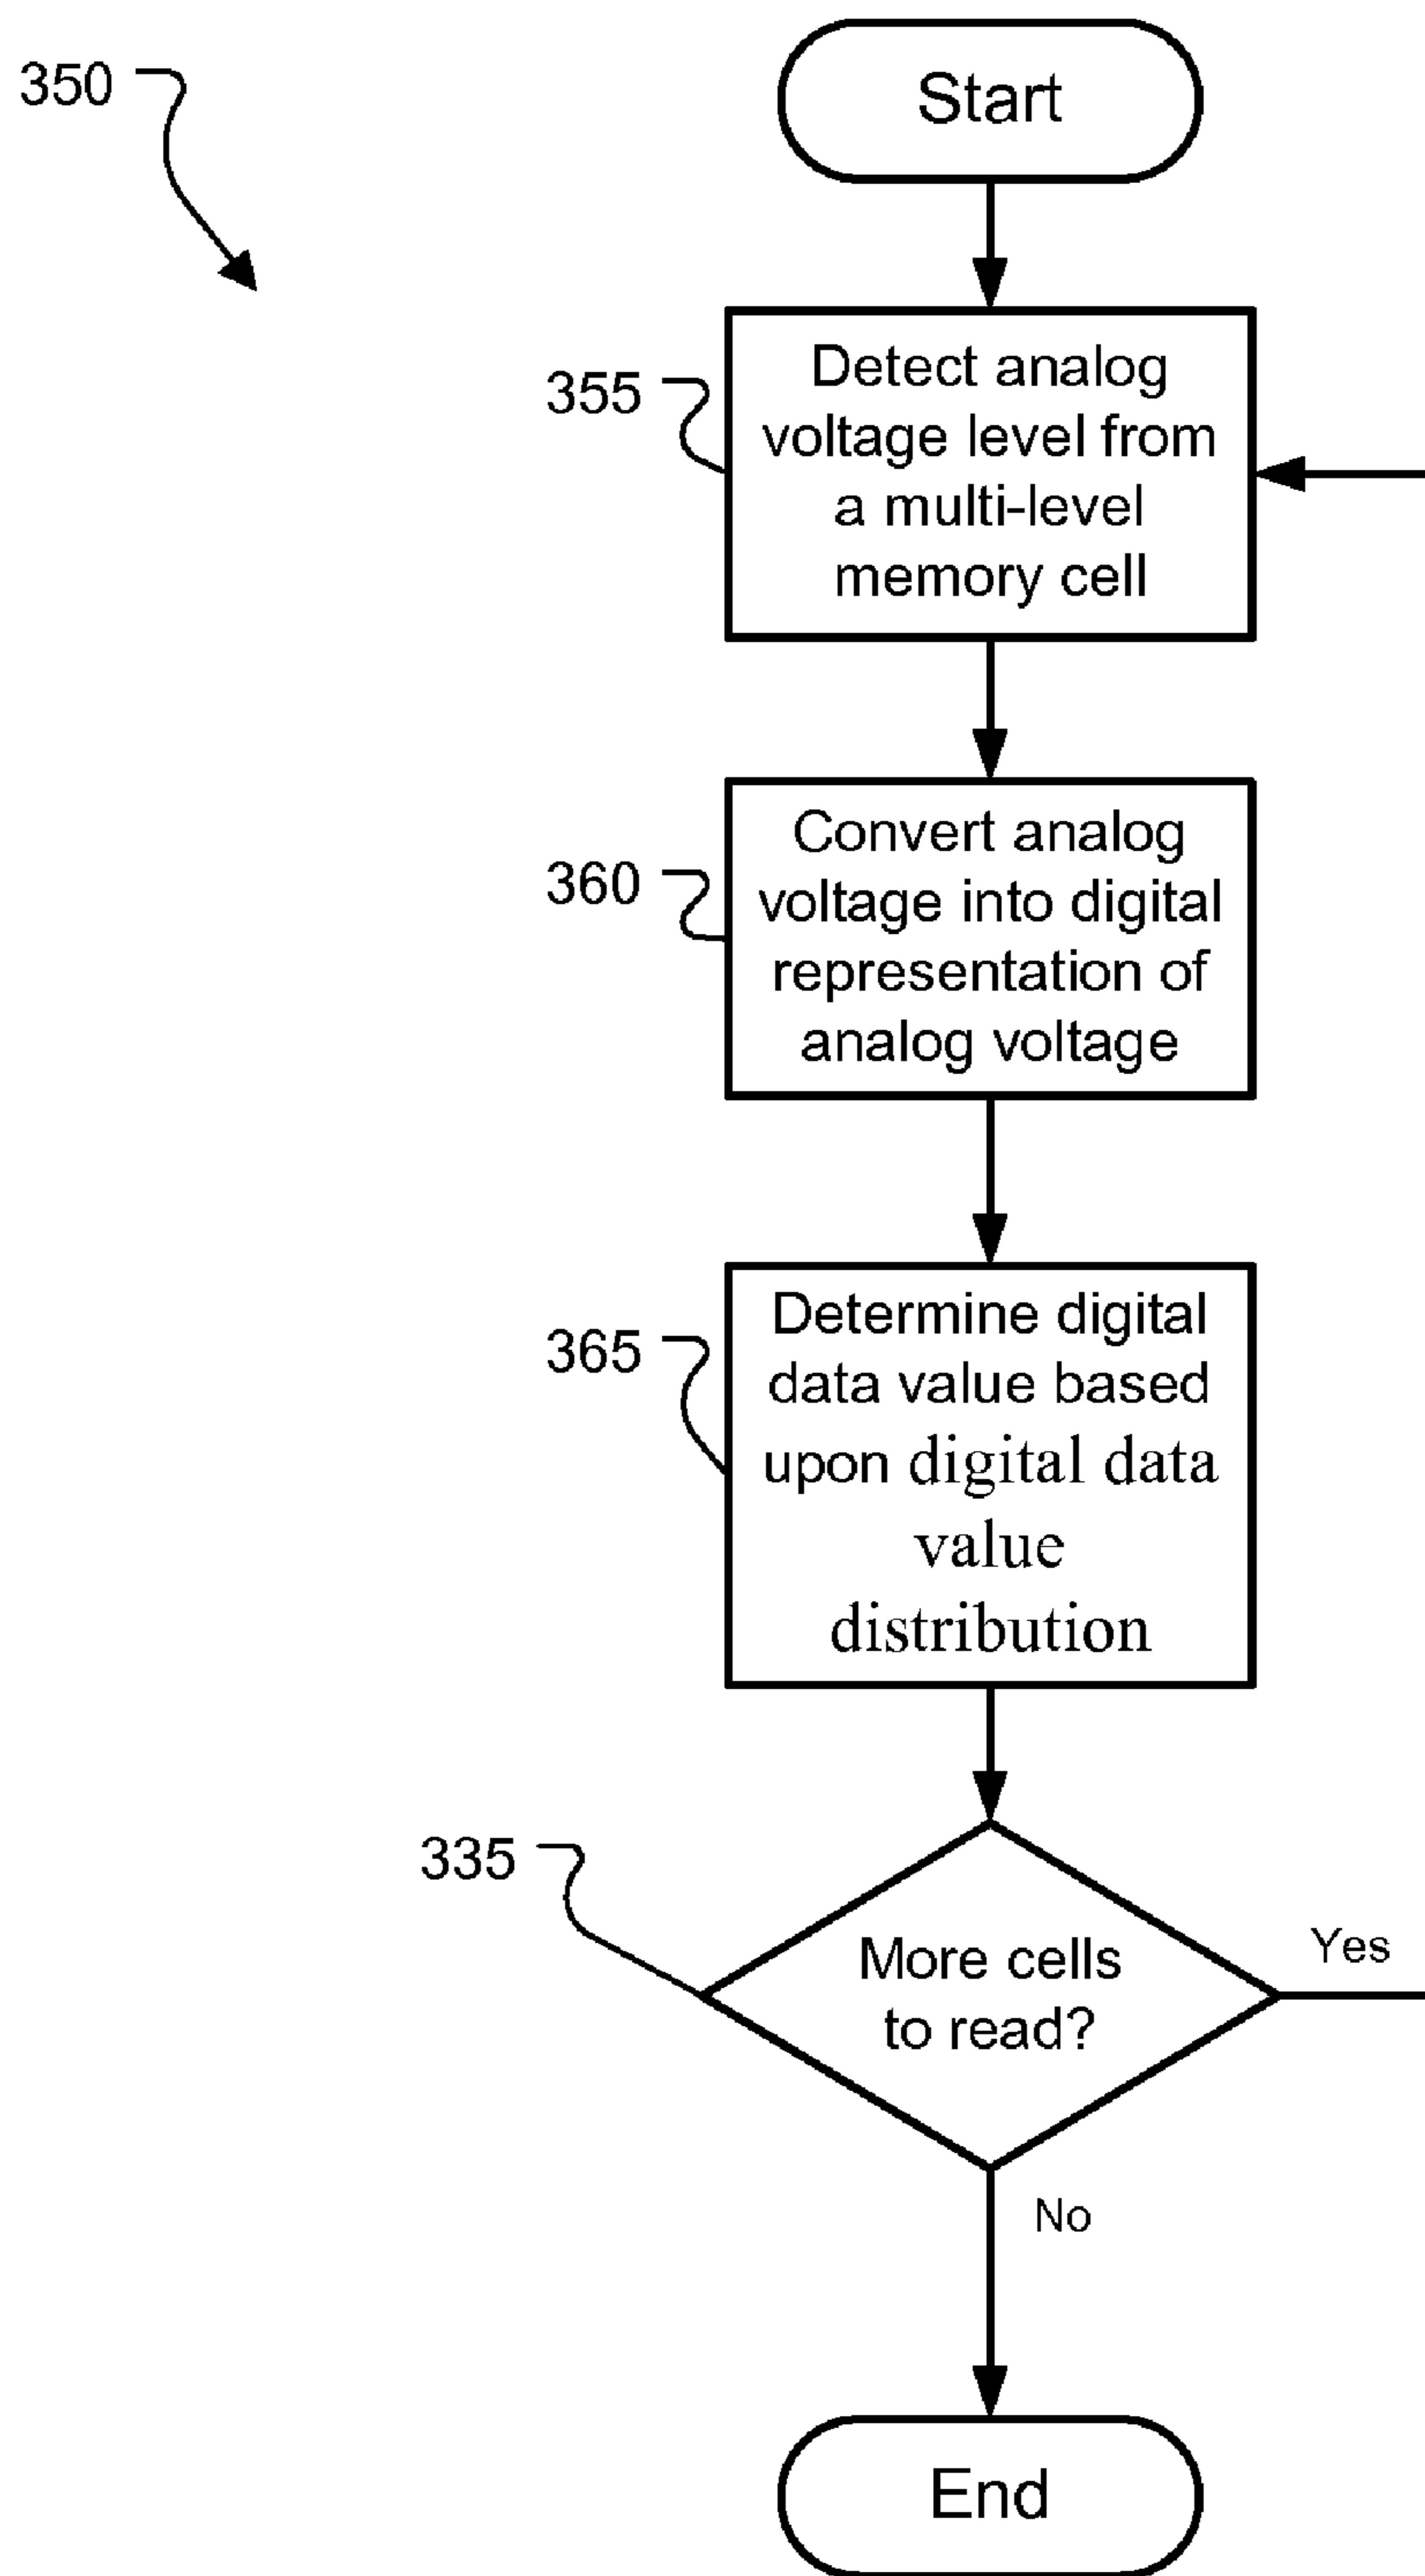 350
Start
355
Detect analog
voltage level from
a multi-level
memory cell
360
Convert analog
voltage into digital
representation of
analog voltage
365
Determine digital
data value based
upon digital data
value
distribution
335
More cells
to read?
Yes
No
End